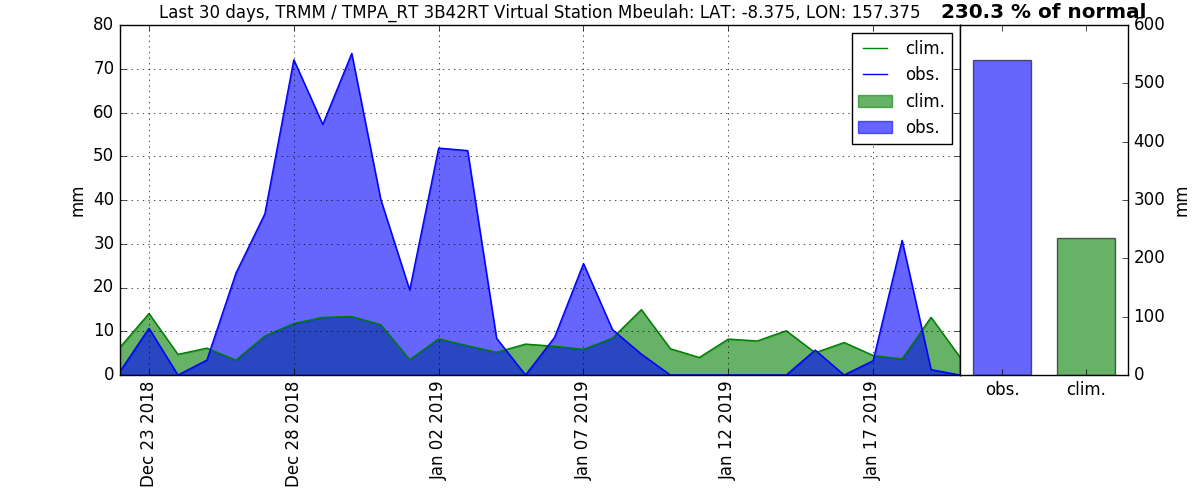 Last 30 days, TRMM / TMPA_RT 3B42RT Virtual Station Mbeulah: LAT: -8.375, LON: 157.375
230.3 % of normal
80
70
60
50
40
30
20
10
0
mm
clim.
obs.
clim.
obs.
Dec 23 2018
Dec 28 2018
Jan 02 2019
Jan 07 2019
Jan 12 2019
Jan 17 2019
600
500
400
300
200
100
0
mm
obs.
clim.